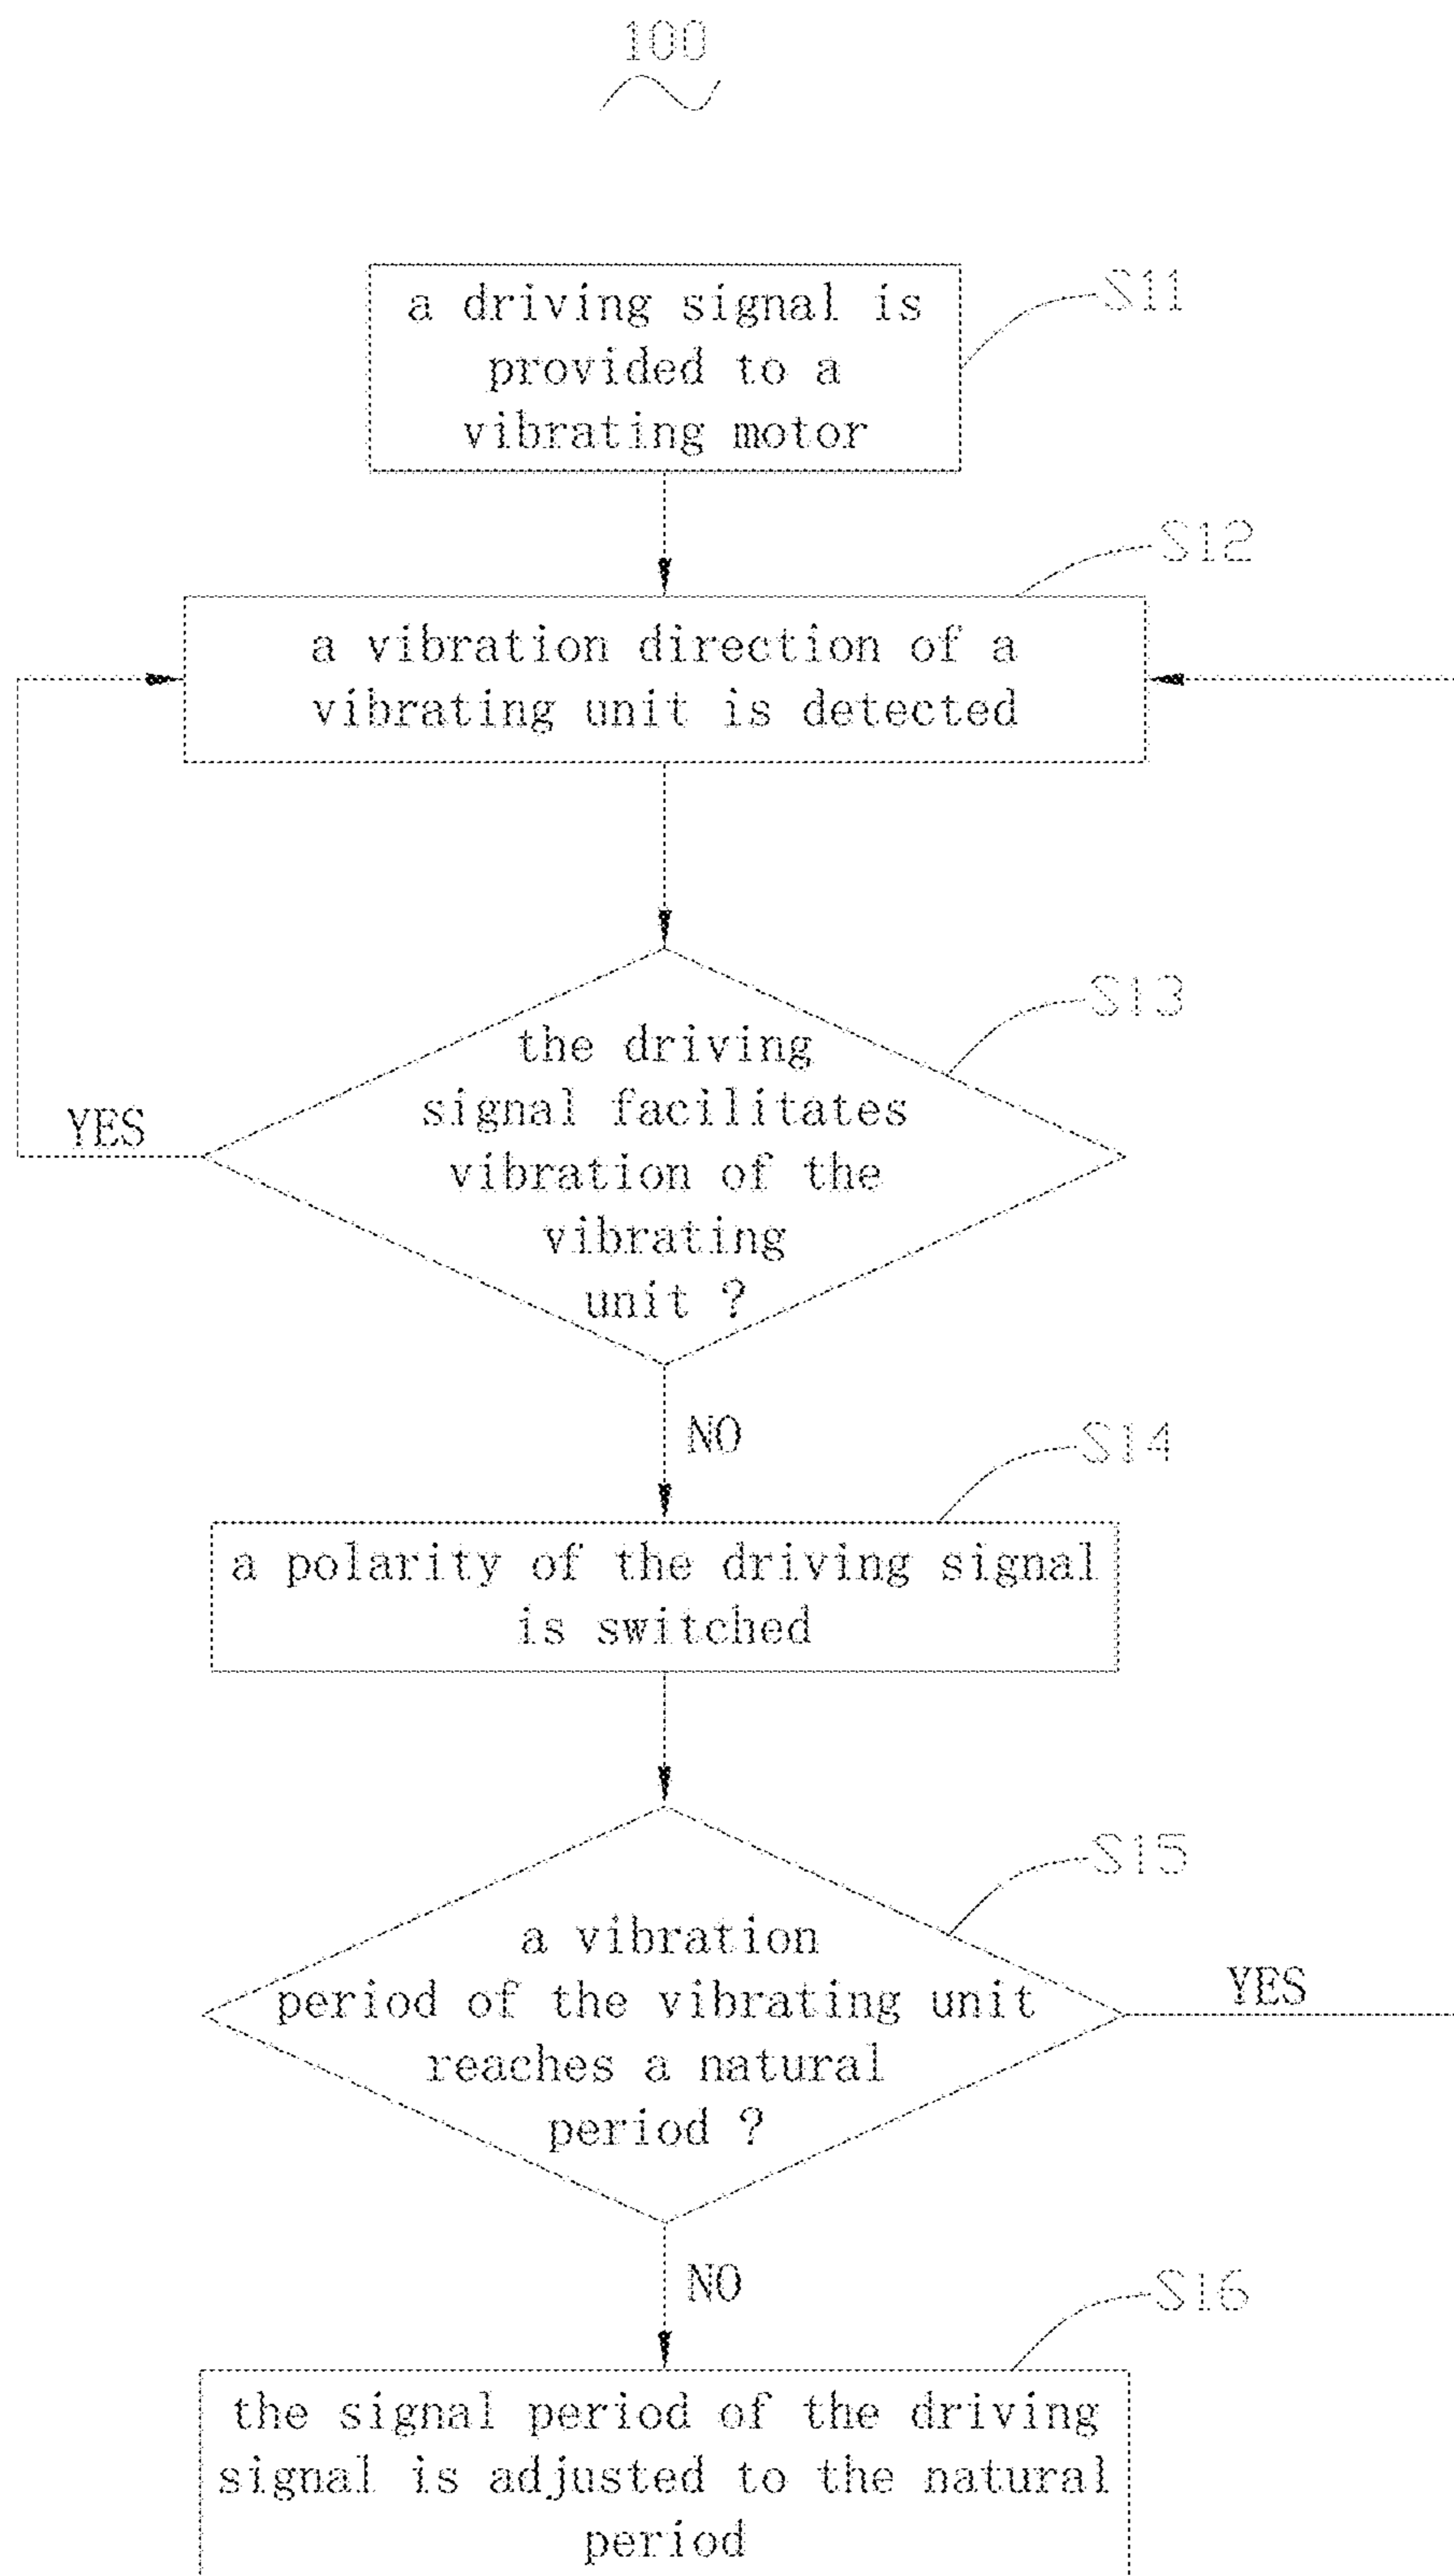 100
a driving signal is
provided to a
vibrating motor
S11
S12
a vibration direction of a
vibrating unit is detected
S13
the driving
signal facilitates
vibration of the
vibrating
unit ?
YES
NO
S14
a polarity of the driving signal
is switched
S15
a vibration
period of the vibrating unit
reaches a natural
period ?
YES
NO
S16
the signal period of the driving
signal is adjusted to the natural
period